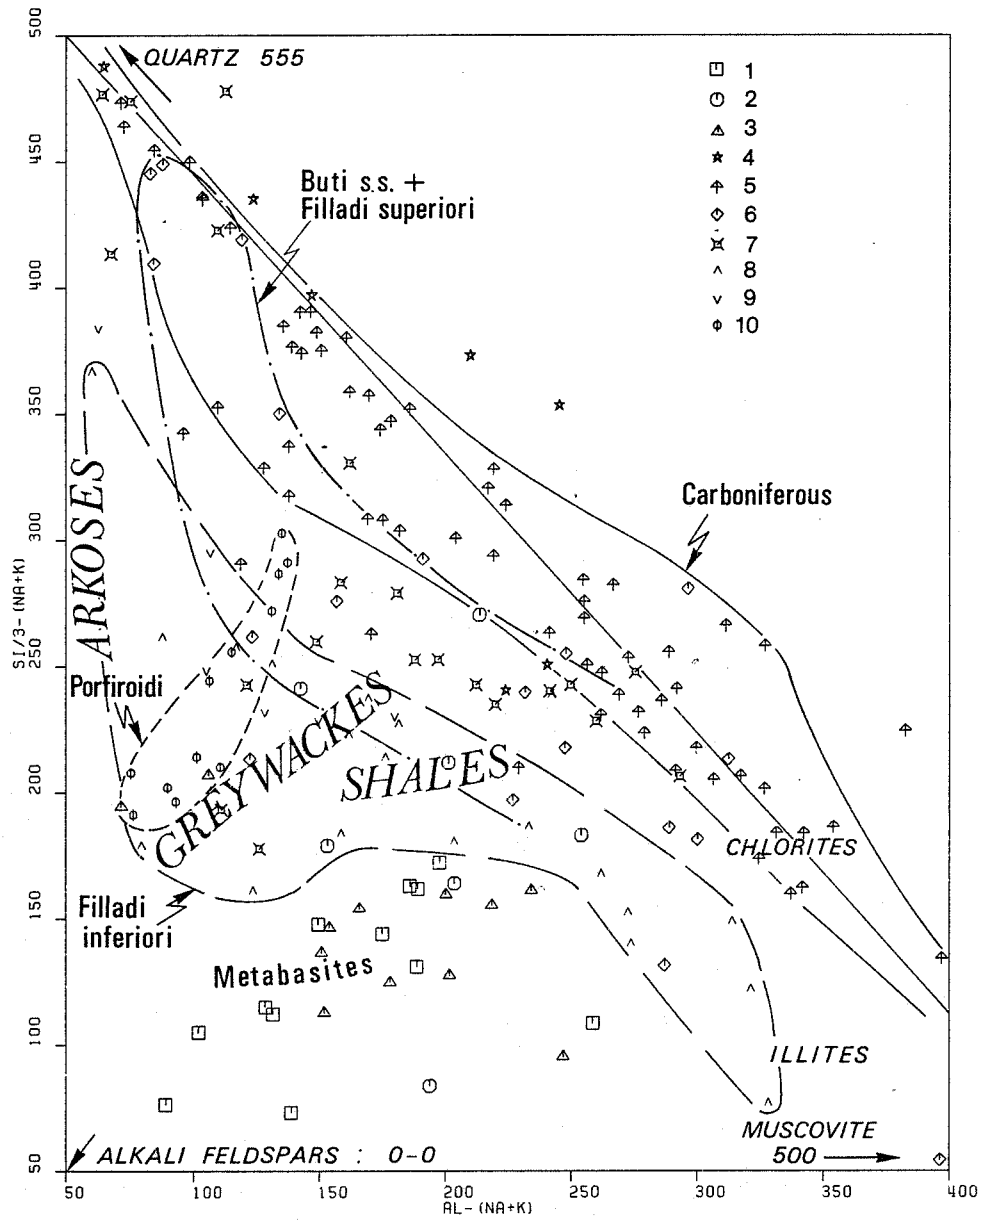 500
450
400
350
300
250
200
150
100
50
SI/3-(NA+K)
QUARTZ 555
1
2
3
4
5
6
7
8
9
10
Buti s.s. +
Filladi superiori
Carboniferous
ARKOSES
Porfiroidi
GREYWACKES
SHALES
CHLORITES
Filladi
inferiori
Metabasites
ILLITES
MUSCOVITE
500
ALKALI FELDSPARS : 0-0
50
100
150
200
250
300
350
400
AL-(NA+K)